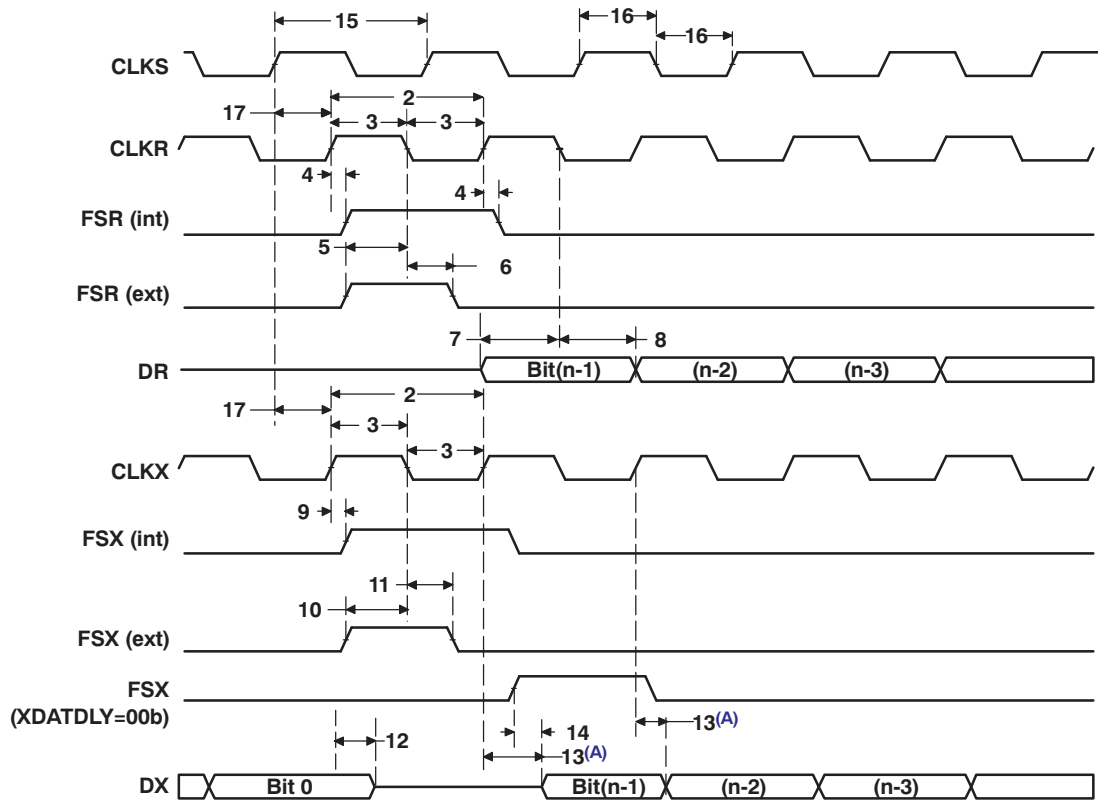 15
16
16
CLKS
2
17
3
3
CLKR
4
4
FSR (int)
5
6
FSR (ext)
7
8
DR
Bit(n-1)
(n-2)
(n-3)
2
17
3
3
CLKX
9
FSX (int)
11
10
FSX (ext)
FSX
(XDATDLY=00b)
13(A)
14
12
13(A)
DX
Bit 0
Bit(n-1)
(n-2)
(n-3)